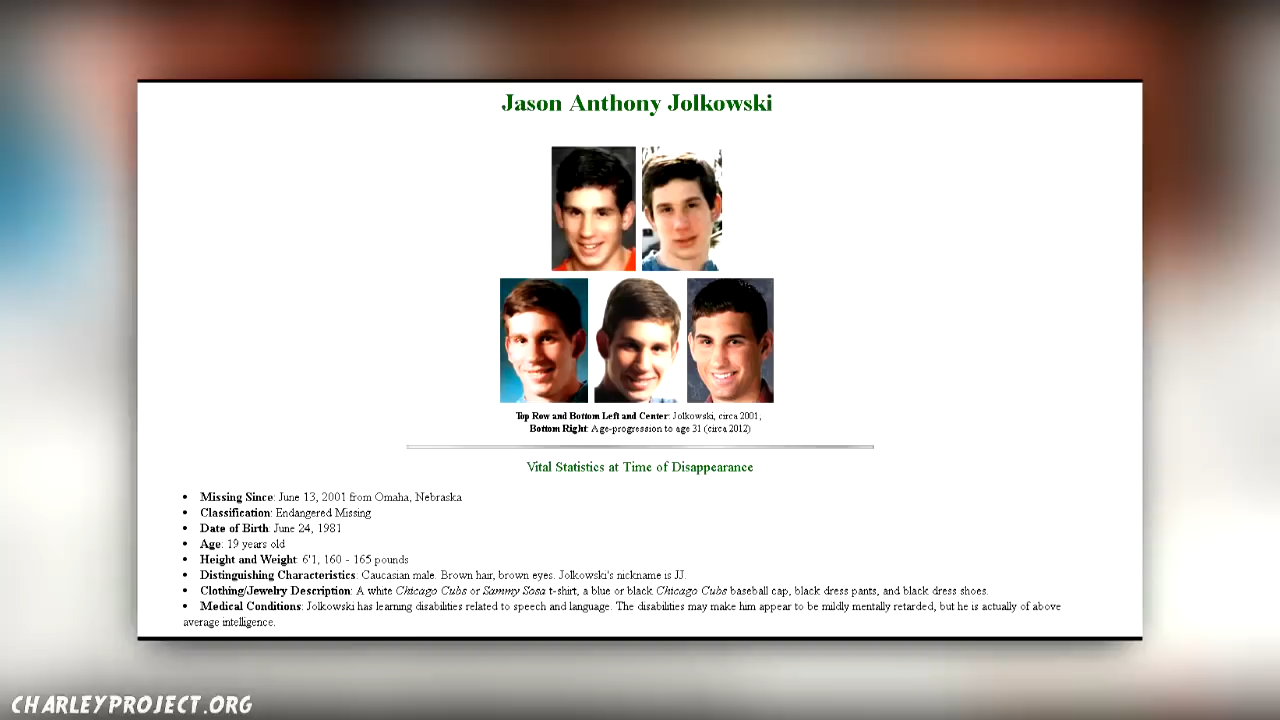 Jason Anthony Jolkowski
Top Row and Bottom Left and Center: Jolkowski, circa 2001;
Bottom Right: Age-progression to age 31 (circa 2012)
Vital Statistics at Time of Disappearance
• Missing Since: June 13, 2001 from Omaha, Nebraska
• Classification: Endangered Missing
• Date of Birth: June 24, 1981
• Age: 19 years old
• Height and Weight: 6'1, 160 - 165 pounds
• Distinguishing Characteristics: Caucasian male. Brown hair, brown eyes. Jolkowski's nickname is JJ.
• Clothing/Jewelry Description: A white Chicago Cubs or Sammy Sosa t-shirt, a blue or black Chicago Cubs baseball cap, black dress pants, and black dress shoes.
• Medical Conditions: Jolkowski has learning disabilities related to speech and language. The disabilities may make him appear to be mildly mentally retarded, but he is actually of above
average intelligence.
CHARLEYPROJECT.ORG